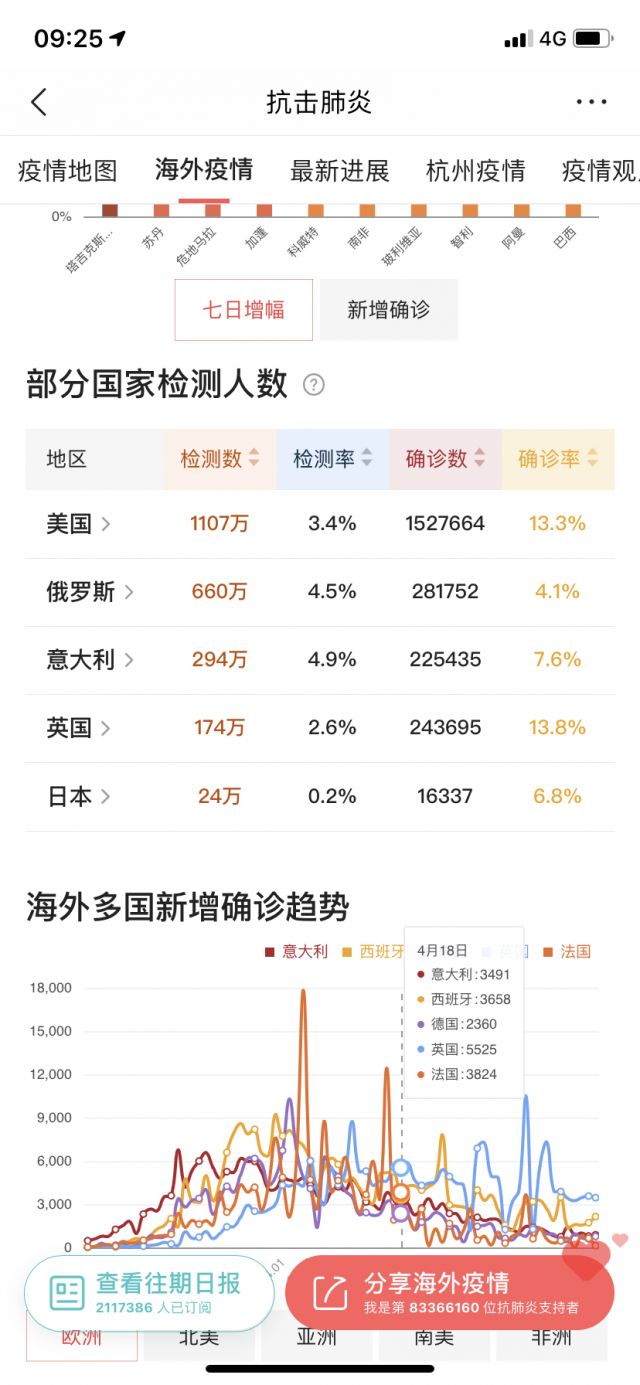 09:25
4G
抗击肺炎
疫情地图 海外疫情 最新进展 杭州疫情 疫情观
0%
塔吉克斯... 苏丹 危地马拉 加蓬 科威特 南非 玻利维亚 智利 阿曼 巴西
七日增幅 新增确诊
部分国家检测人数 ?
地区 检测数 检测率 确诊数 确诊率
美国 1107万 3.4% 1527664 13.3%
俄罗斯 660万 4.5% 281752 4.1%
意大利 294万 4.9% 225435 7.6%
英国 174万 2.6% 243695 13.8%
日本 24万 0.2% 16337 6.8%
海外多国新增确诊趋势
意大利 西班牙 英国 法国
4月18日
意大利:3491
西班牙:3658
德国:2360
英国:5525
法国:3824
18,000
15,000
12,000
9,000
6,000
3,000
0
.01
查看往期日报
2117386 人已订阅
分享海外疫情
我是第 83366160 位抗肺炎支持者
欧洲 北美 亚洲 南美 非洲